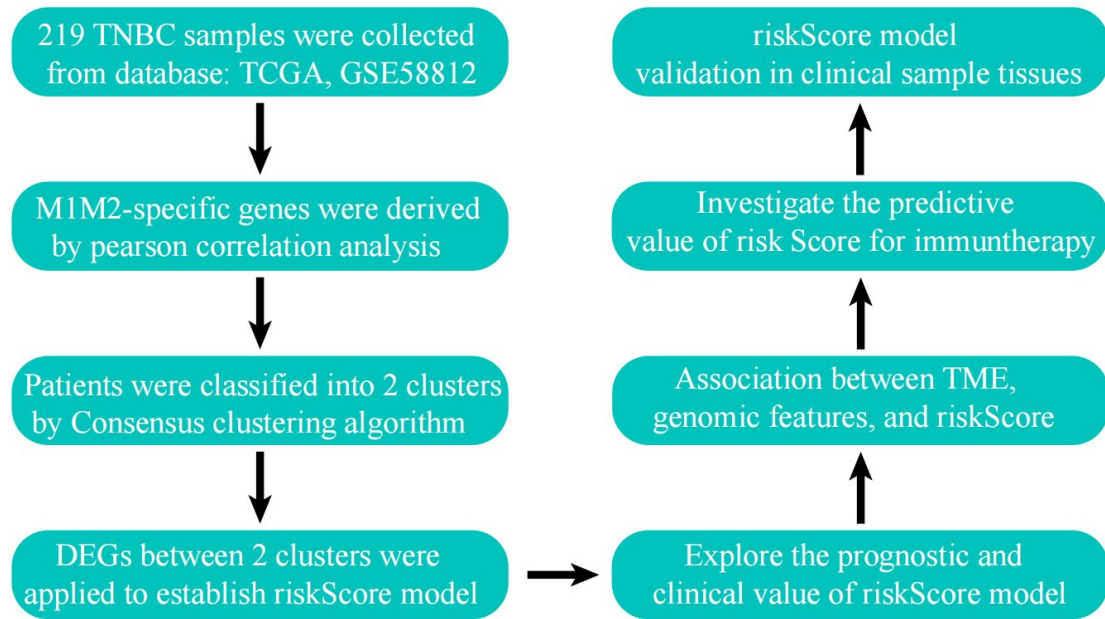 219 TNBC samples were collected
from database: TCGA, GSE58812
M1M2-specific genes were derived
by pearson correlation analysis
Patients were classified into 2 clusters
by Consensus clustering algorithm
DEGs between 2 clusters were
applied to establish riskScore model
Explore the prognostic and
clinical value of riskScore model
Association between TME,
genomic features, and riskScore
Investigate the predictive
value of risk Score for immuntherapy
riskScore model
validation in clinical sample tissues